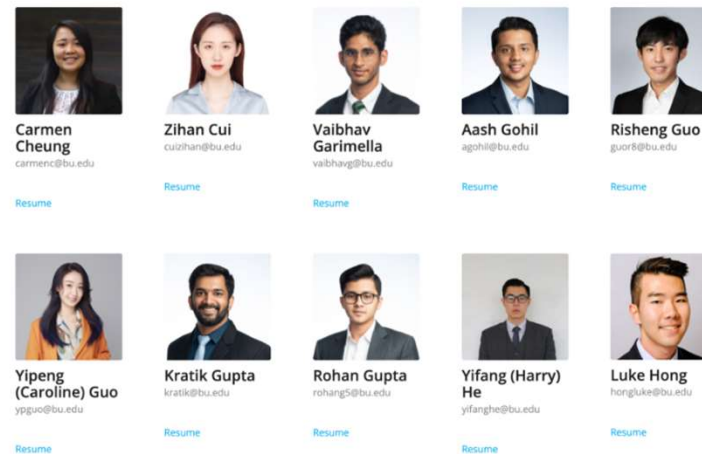 Carmen
Cheung
carmenc@bu.edu
Resume
Zihan Cui
cuizihan@bu.edu
Resume
Vaibhav
Garimella
vaibhavg@bu.edu
Resume
Aash Gohil
agohil@bu.edu
Resume
Risheng Guo
guor8@bu.edu
Resume
Yipeng
(Caroline) Guo
ypguo@bu.edu
Resume
Kratik Gupta
kratik@bu.edu
Resume
Rohan Gupta
rohang5@bu.edu
Resume
Yifang (Harry)
He
yifanghe@bu.edu
Resume
Luke Hong
hongluke@bu.edu
Resume